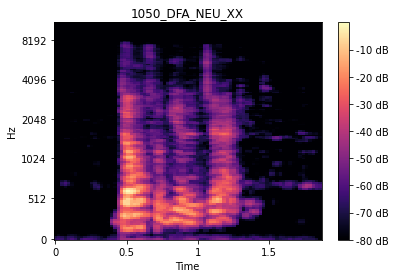 1050_DFA_NEU_XX
8192
4096
2048
1024
512
0
Hz
0
0.5
1
1.5
Time
-10 dB
-20 dB
-30 dB
-40 dB
-50 dB
-60 dB
-70 dB
-80 dB